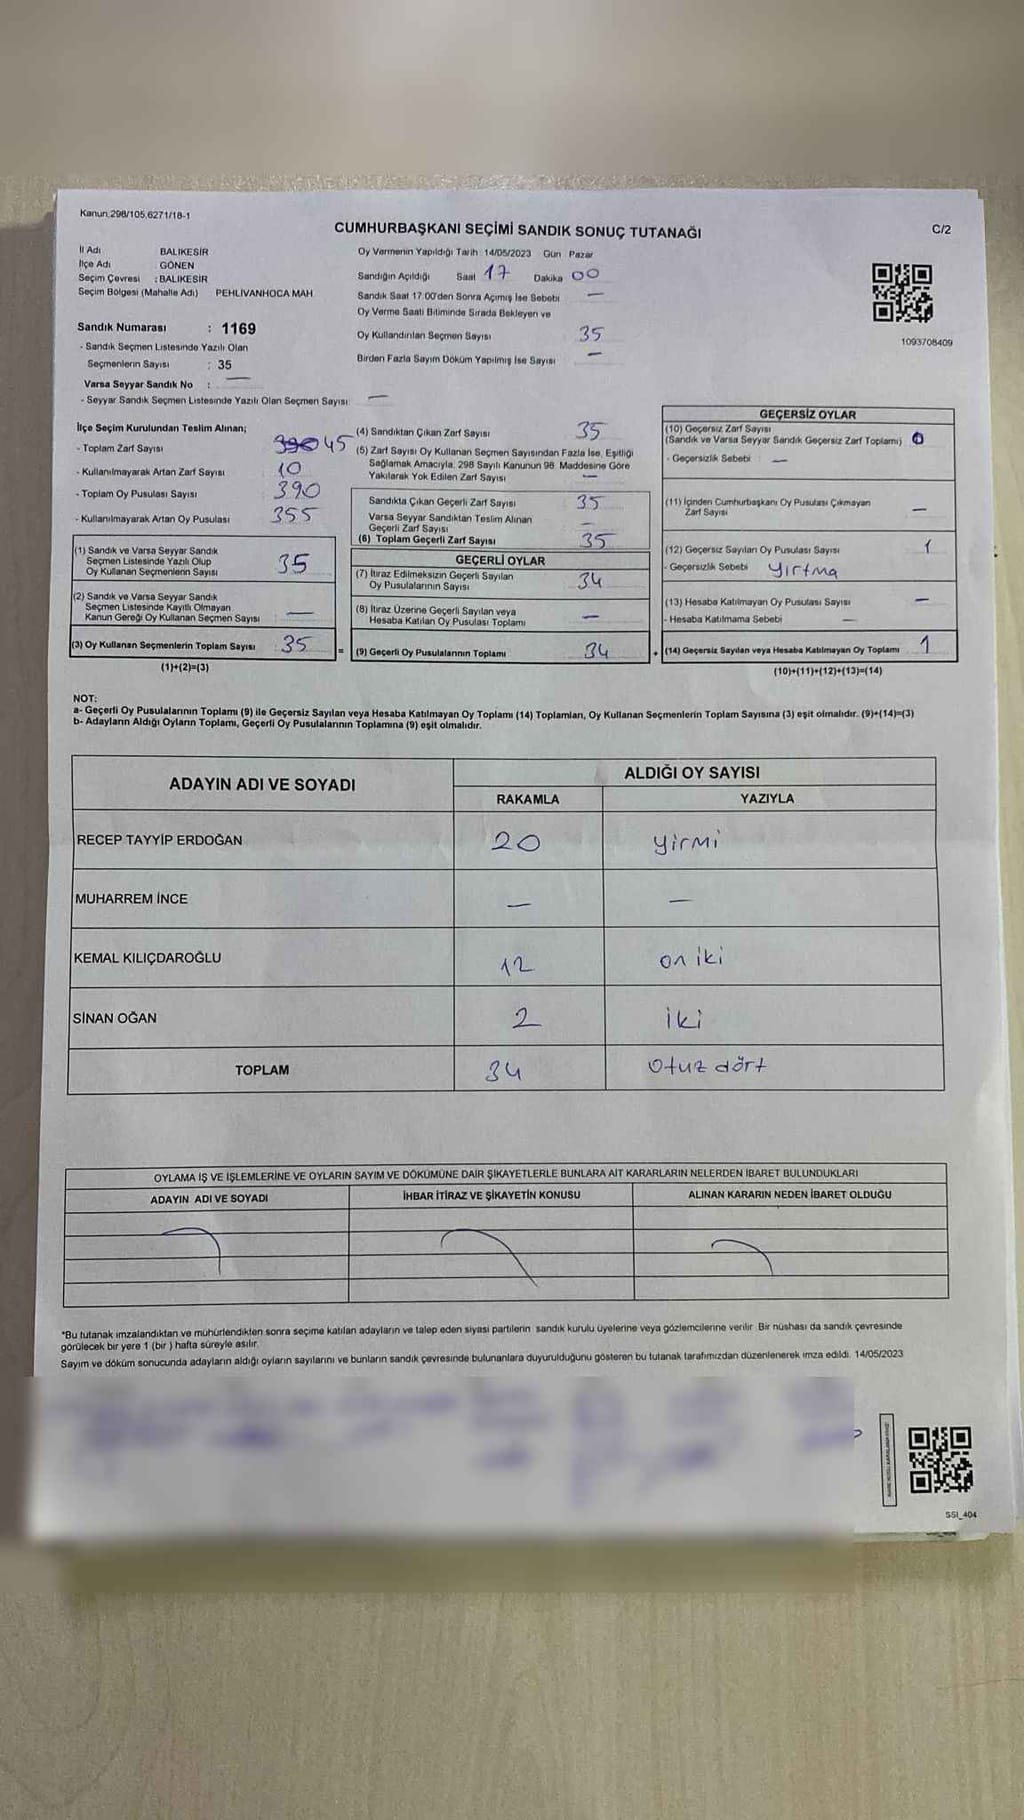 Kanun.298/105,6271/18-1
CUMHURBAŞKANI SEÇİMİ SANDIK SONUÇ TUTANAĞI
C/2
İl Adı BALIKESİR
İlçe Adı GÖNEN
Seçim Çevresi : BALIKESİR
Seçim Bölgesi (Mahalle Adı) PEHLİVANHOCA MAH
Oy Vermenin Yapıldığı Tarih 14/05/2023 Gün Pazar
Sandığın Açıldığı Saat 17 Dakika 00
Sandık Saat 17:00'den Sonra Açımış İse Sebebi —
Oy Verme Saati Bitiminde Sırada Bekleyen ve
Oy Kullandırılan Seçmen Sayısı 35
Birden Fazla Sayım Döküm Yapılmış İse Sayısı —
1093708409
Sandık Numarası : 1169
- Sandık Seçmen Listesinde Yazılı Olan
Seçmenlerin Sayısı : 35
Varsa Seyyar Sandık No : —
- Seyyar Sandık Seçmen Listesinde Yazılı Olan Seçmen Sayısı: —
İlçe Seçim Kurulundan Teslim Alınan;
- Toplam Zarf Sayısı 45
- Kullanılmayarak Artan Zarf Sayısı 10
- Toplam Oy Pusulası Sayısı 390
- Kullanılmayarak Artan Oy Pusulası 355
(1) Sandık ve Varsa Seyyar Sandık
Seçmen Listesinde Yazılı Olup
Oy Kullanan Seçmenlerin Sayısı 35
(2) Sandık ve Varsa Seyyar Sandık
Seçmen Listesinde Kayıtlı Olmayan
Kanun Gereği Oy Kullanan Seçmen Sayısı —
(3) Oy Kullanan Seçmenlerin Toplam Sayısı 35 =
(1)+(2)=(3)
(4) Sandıktan Çıkan Zarf Sayısı 35
(5) Zarf Sayısı Oy Kullanan Seçmen Sayısından Fazla İse, Eşitliği
Sağlamak Amacıyla, 298 Sayılı Kanunun 98. Maddesine Göre
Yakılarak Yok Edilen Zarf Sayısı —
Sandıkta Çıkan Geçerli Zarf Sayısı 35
Varsa Seyyar Sandıktan Teslim Alınan
Geçerli Zarf Sayısı —
(6) Toplam Geçerli Zarf Sayısı 35
GEÇERLİ OYLAR
(7) İtiraz Edilmeksizin Geçerli Sayılan
Oy Pusulalarının Sayısı 34
(8) İtiraz Üzerine Geçerli Sayılan veya
Hesaba Katılan Oy Pusulası Toplamı —
(9) Geçerli Oy Pusulalarının Toplamı 34 +
GEÇERSİZ OYLAR
(10) Geçersiz Zarf Sayısı
(Sandık ve Varsa Seyyar Sandık Geçersiz Zarf Toplamı) 0
- Geçersizlik Sebebi : —
(11) İçinden Cumhurbaşkanı Oy Pusulası Çıkmayan
Zarf Sayısı —
(12) Geçersiz Sayılan Oy Pusulası Sayısı 1
- Geçersizlik Sebebi yırtma
(13) Hesaba Katılmayan Oy Pusulası Sayısı —
- Hesaba Katılmama Sebebi —
(14) Geçersiz Sayılan veya Hesaba Katılmayan Oy Toplamı 1
(10)+(11)+(12)+(13)=(14)
NOT:
a- Geçerli Oy Pusulalarının Toplamı (9) ile Geçersiz Sayılan veya Hesaba Katılmayan Oy Toplamı (14) Toplamları, Oy Kullanan Seçmenlerin Toplam Sayısına (3) eşit olmalıdır. (9)+(14)=(3)
b- Adayların Aldığı Oyların Toplamı, Geçerli Oy Pusulalarının Toplamına (9) eşit olmalıdır.
ADAYIN ADI VE SOYADI ALDIĞI OY SAYISI
RAKAMLA YAZIYLA
RECEP TAYYİP ERDOĞAN 20 yirmi
MUHARREM İNCE — —
KEMAL KILIÇDAROĞLU 12 on iki
SİNAN OĞAN 2 iki
TOPLAM 34 otuz dört
OYLAMA İŞ VE İŞLEMLERİNE VE OYLARIN SAYIM VE DÖKÜMÜNE DAİR ŞİKAYETLERLE BUNLARA AİT KARARLARIN NELERDEN İBARET BULUNDUKLARI
ADAYIN ADI VE SOYADI İHBAR İTİRAZ VE ŞİKAYETİN KONUSU ALINAN KARARIN NEDEN İBARET OLDUĞU
*Bu tutanak imzalandıktan ve mühürlendikten sonra seçime katılan adayların ve talep eden siyasi partilerin sandık kurulu üyelerine veya gözlemcilerine verilir. Bir nüshası da sandık çevresinde
görülecek bir yere 1 (bir ) hafta süreyle asılır.
Sayım ve döküm sonucunda adayların aldığı oyların sayılarını ve bunların sandık çevresinde bulunanlara duyurulduğunu gösteren bu tutanak tarafımızdan düzenlenerek imza edildi. 14/05/2023
SSI_404